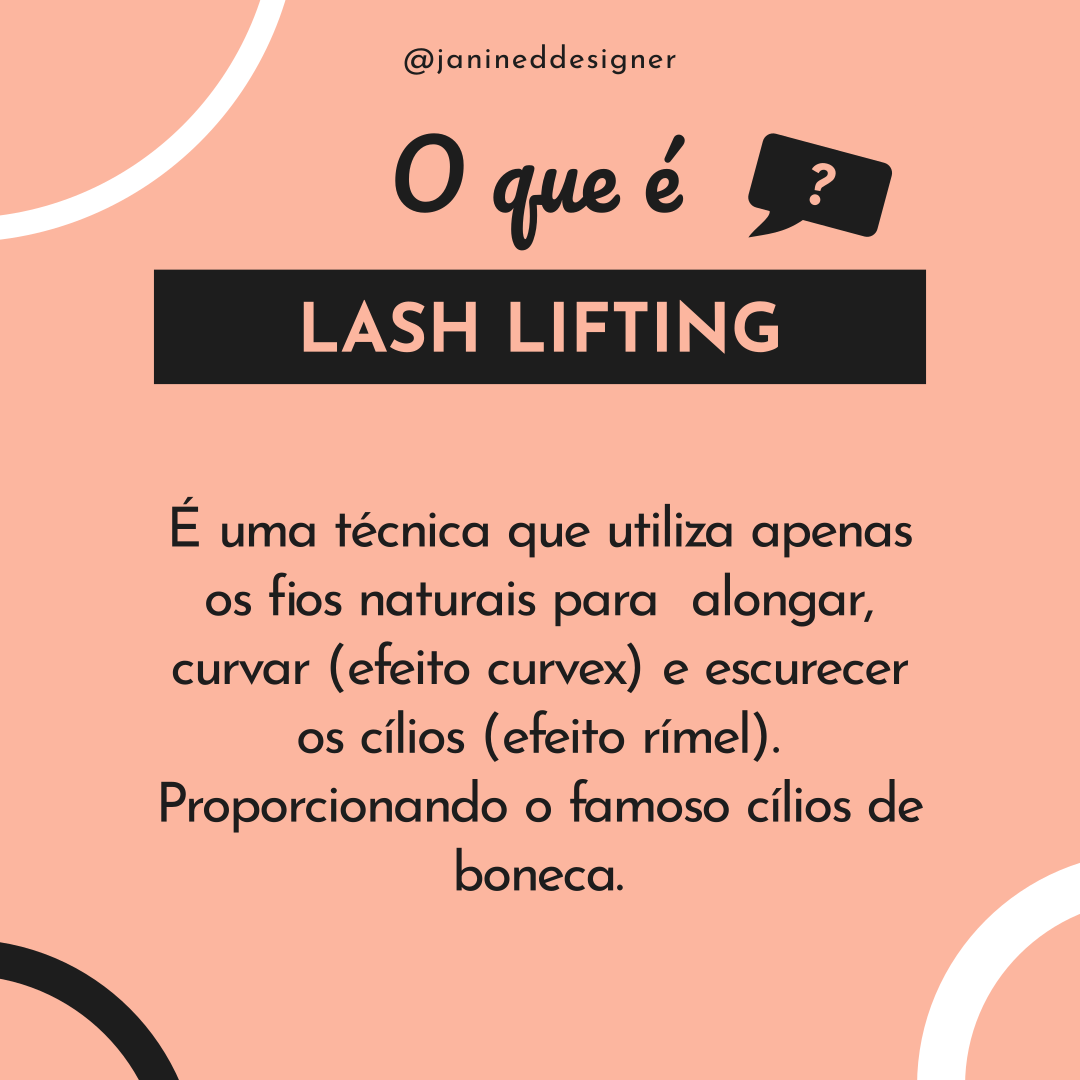 @janineddesigner
O que é
?
LASH LIFTING
É uma técnica que utiliza apenas
os fios naturais para  alongar,
curvar (efeito curvex) e escurecer
os cílios (efeito rímel).
Proporcionando o famoso cílios de
boneca.